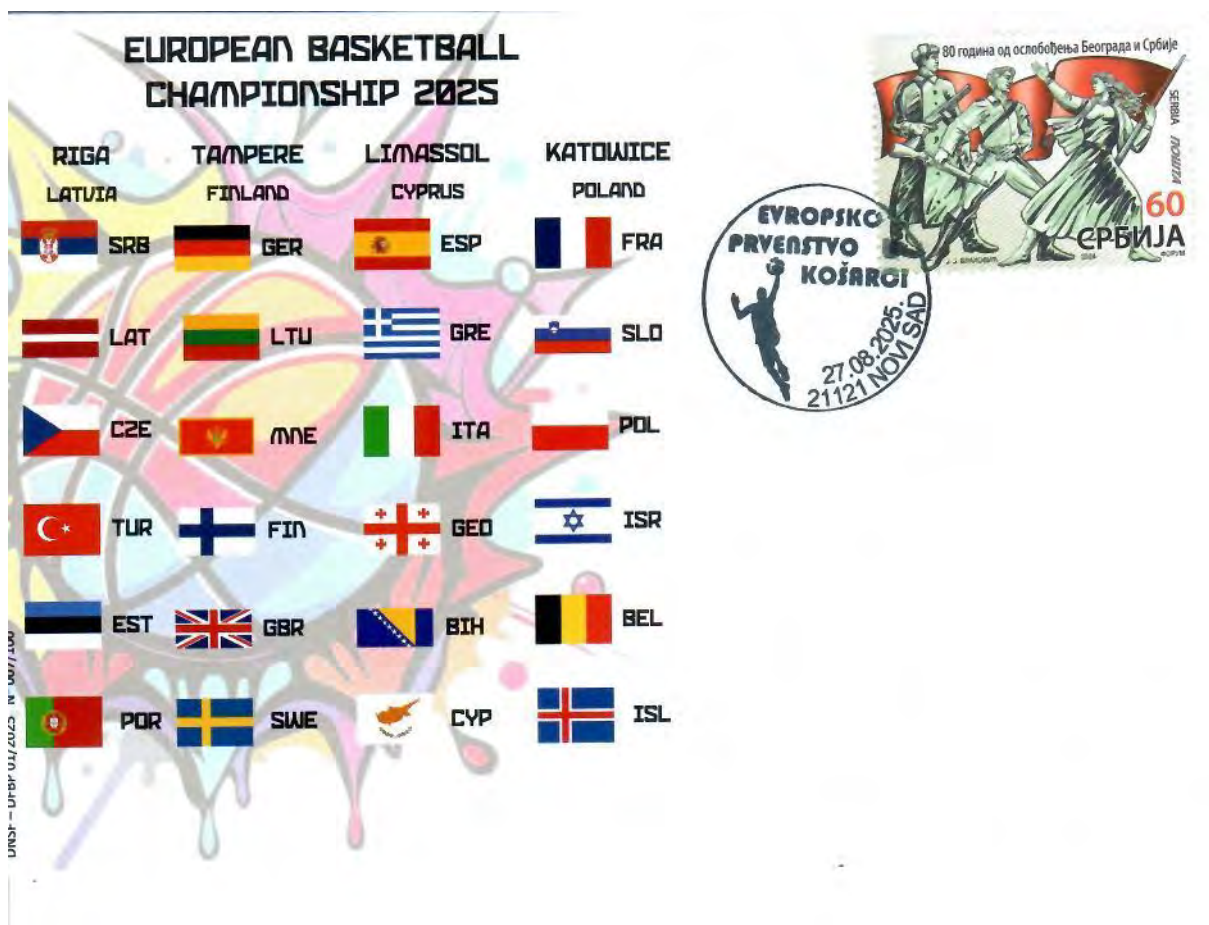 EUROPEAN BASKETBALL
CHAMPIONSHIP 2025
RIGA
LATVIA
SRB
LAT
CZE
TUR
EST
POR
TAMPERE
FINLAND
GER
LTU
MNE
FIN
GBR
SWE
LIMASSOL
CYPRUS
ESP
GRE
ITA
GEO
BIH
CYP
KATOWICE
POLAND
FRA
SLO
POL
ISR
BEL
ISL
80 година од ослобођења Београда и Србије
SERBIA ПОШТА
60
СРБИЈА
2024
ФОРУМ
EVROPSKO
PRVENSTVO
KOŠARCI
27.08.2025.
21121 NOVI SAD